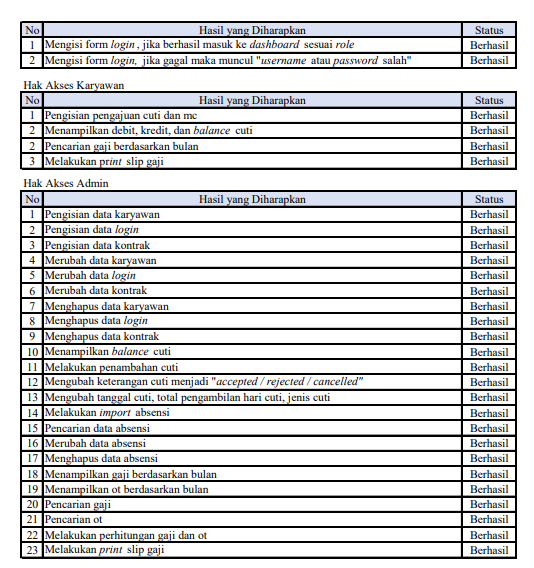 No Hasil yang Diharapkan Status
1 Mengisi form login, jika berhasil masuk ke dashboard sesuai role Berhasil
2 Mengisi form login, jika gagal maka muncul "username atau password salah" Berhasil
Hak Akses Karyawan
No Hasil yang Diharapkan Status
1 Pengisian pengajuan cuti dan mc Berhasil
2 Menampilkan debit, kredit, dan balance cuti Berhasil
2 Pencarian gaji berdasarkan bulan Berhasil
3 Melakukan print slip gaji Berhasil
Hak Akses Admin
No Hasil yang Diharapkan Status
1 Pengisian data karyawan Berhasil
2 Pengisian data login Berhasil
3 Pengisian data kontrak Berhasil
4 Merubah data karyawan Berhasil
5 Merubah data login Berhasil
6 Merubah data kontrak Berhasil
7 Menghapus data karyawan Berhasil
8 Menghapus data login Berhasil
9 Menghapus data kontrak Berhasil
10 Menampilkan balance cuti Berhasil
11 Melakukan penambahan cuti Berhasil
12 Mengubah keterangan cuti menjadi "accepted / rejected / cancelled" Berhasil
13 Mengubah tanggal cuti, total pengambilan hari cuti, jenis cuti Berhasil
14 Melakukan import absensi Berhasil
15 Pencarian data absensi Berhasil
16 Merubah data absensi Berhasil
17 Menghapus data absensi Berhasil
18 Menampilkan gaji berdasarkan bulan Berhasil
19 Menampilkan ot berdasarkan bulan Berhasil
20 Pencarian gaji Berhasil
21 Pencarian ot Berhasil
22 Melakukan perhitungan gaji dan ot Berhasil
23 Melakukan print slip gaji Berhasil